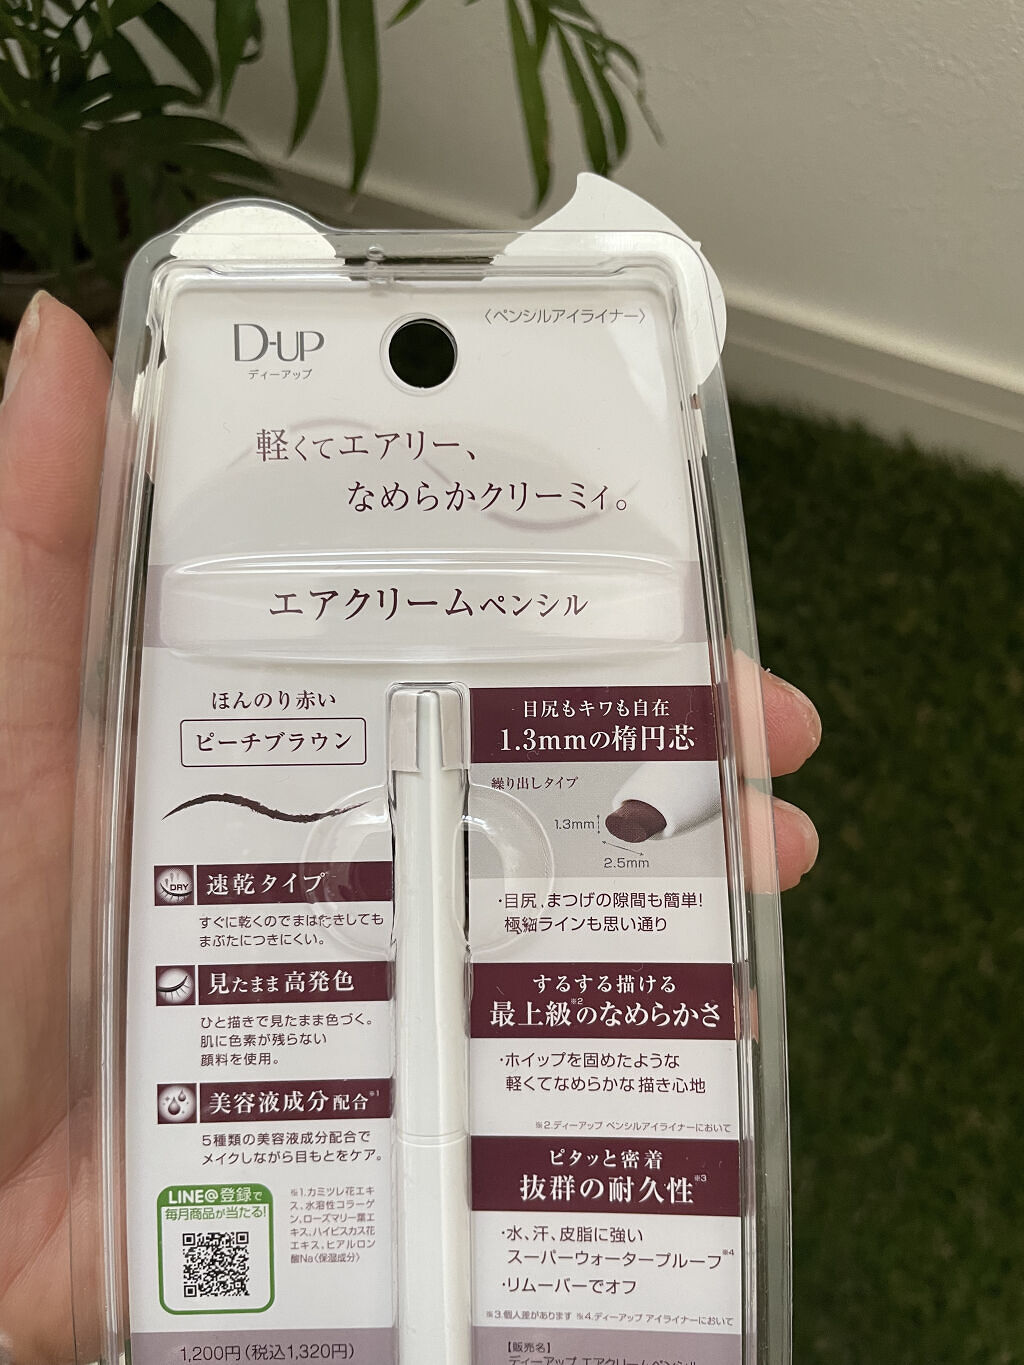 D-UP
ディーアップ
〈ペンシルアイライナー〉
軽くてエアリー、
なめらかクリーミィ。
エアクリームペンシル
ほんのり赤い
ピーチブラウン
DRY
速乾タイプ
すぐに乾くのでまばたきしても
まぶたにつきにくい。
見たまま高発色
ひと描きで見たまま色づく。
肌に色素が残らない
顔料を使用。
美容液成分配合※1
5種類の美容液成分配合で
メイクしながら目もとをケア。
LINE@登録で
毎月商品が当たる!
※1.カミツレ花エキ
ス、水溶性コラーゲ
ン、ローズマリー葉エ
キス、ハイビスカス花
エキス、ヒアルロン
酸Na〈保湿成分〉
1,200円(税込1,320円)
目尻もキワも自在
1.3mmの楕円芯
繰り出しタイプ
1.3mm
2.5mm
・目尻、まつげの隙間も簡単!
極細ラインも思い通り
するする描ける
最上級※2のなめらかさ
・ホイップを固めたような
軽くてなめらかな描き心地
※2.ディーアップ ペンシルアイライナーにおいて
ピタッと密着
抜群の耐久性※3
・水、汗、皮脂に強い
スーパーウォータープルーフ※4
・リムーバーでオフ
※3.個人差があります ※4.ディーアップ アイライナーにおいて
【販売名】
ディーアップ エアクリームペンシル